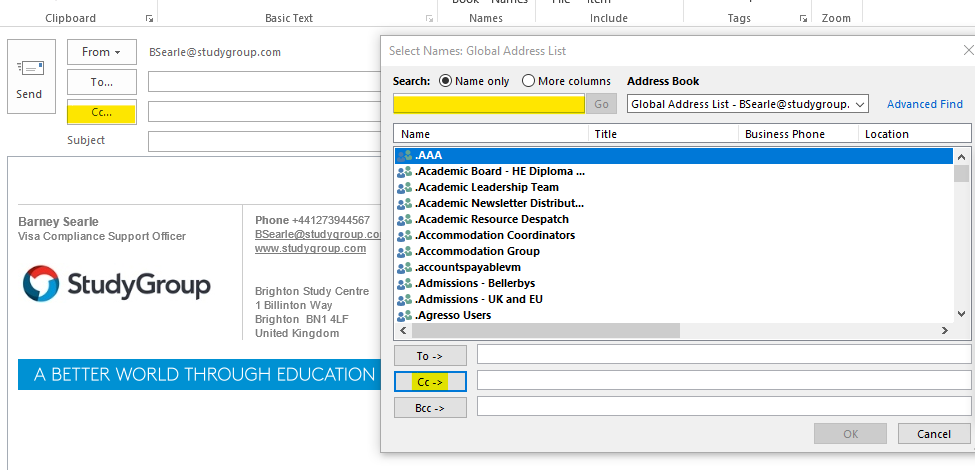 Book Names File Item
Clipboard
Basic Text
Names
Include
Tags
Zoom
Send
From
BSearle@studygroup.com
To...
Cc...
Subject
Barney Searle
Visa Compliance Support Officer
StudyGroup
Phone +441273944567
BSearle@studygroup.co
www.studygroup.com
Brighton Study Centre
1 Billinton Way
Brighton BN1 4LF
United Kingdom
A BETTER WORLD THROUGH EDUCATION
Select Names: Global Address List
Search: Name only More columns Address Book
Go
Global Address List - BSearle@studygroup.
Advanced Find
Name Title Business Phone Location
.AAA
.Academic Board - HE Diploma ...
.Academic Leadership Team
.Academic Newsletter Distribut...
.Academic Resource Despatch
.Accommodation Coordinators
.Accommodation Group
.accountspayablevm
.Admissions - Bellerbys
.Admissions - UK and EU
.Agresso Users
To ->
Cc ->
Bcc ->
OK Cancel